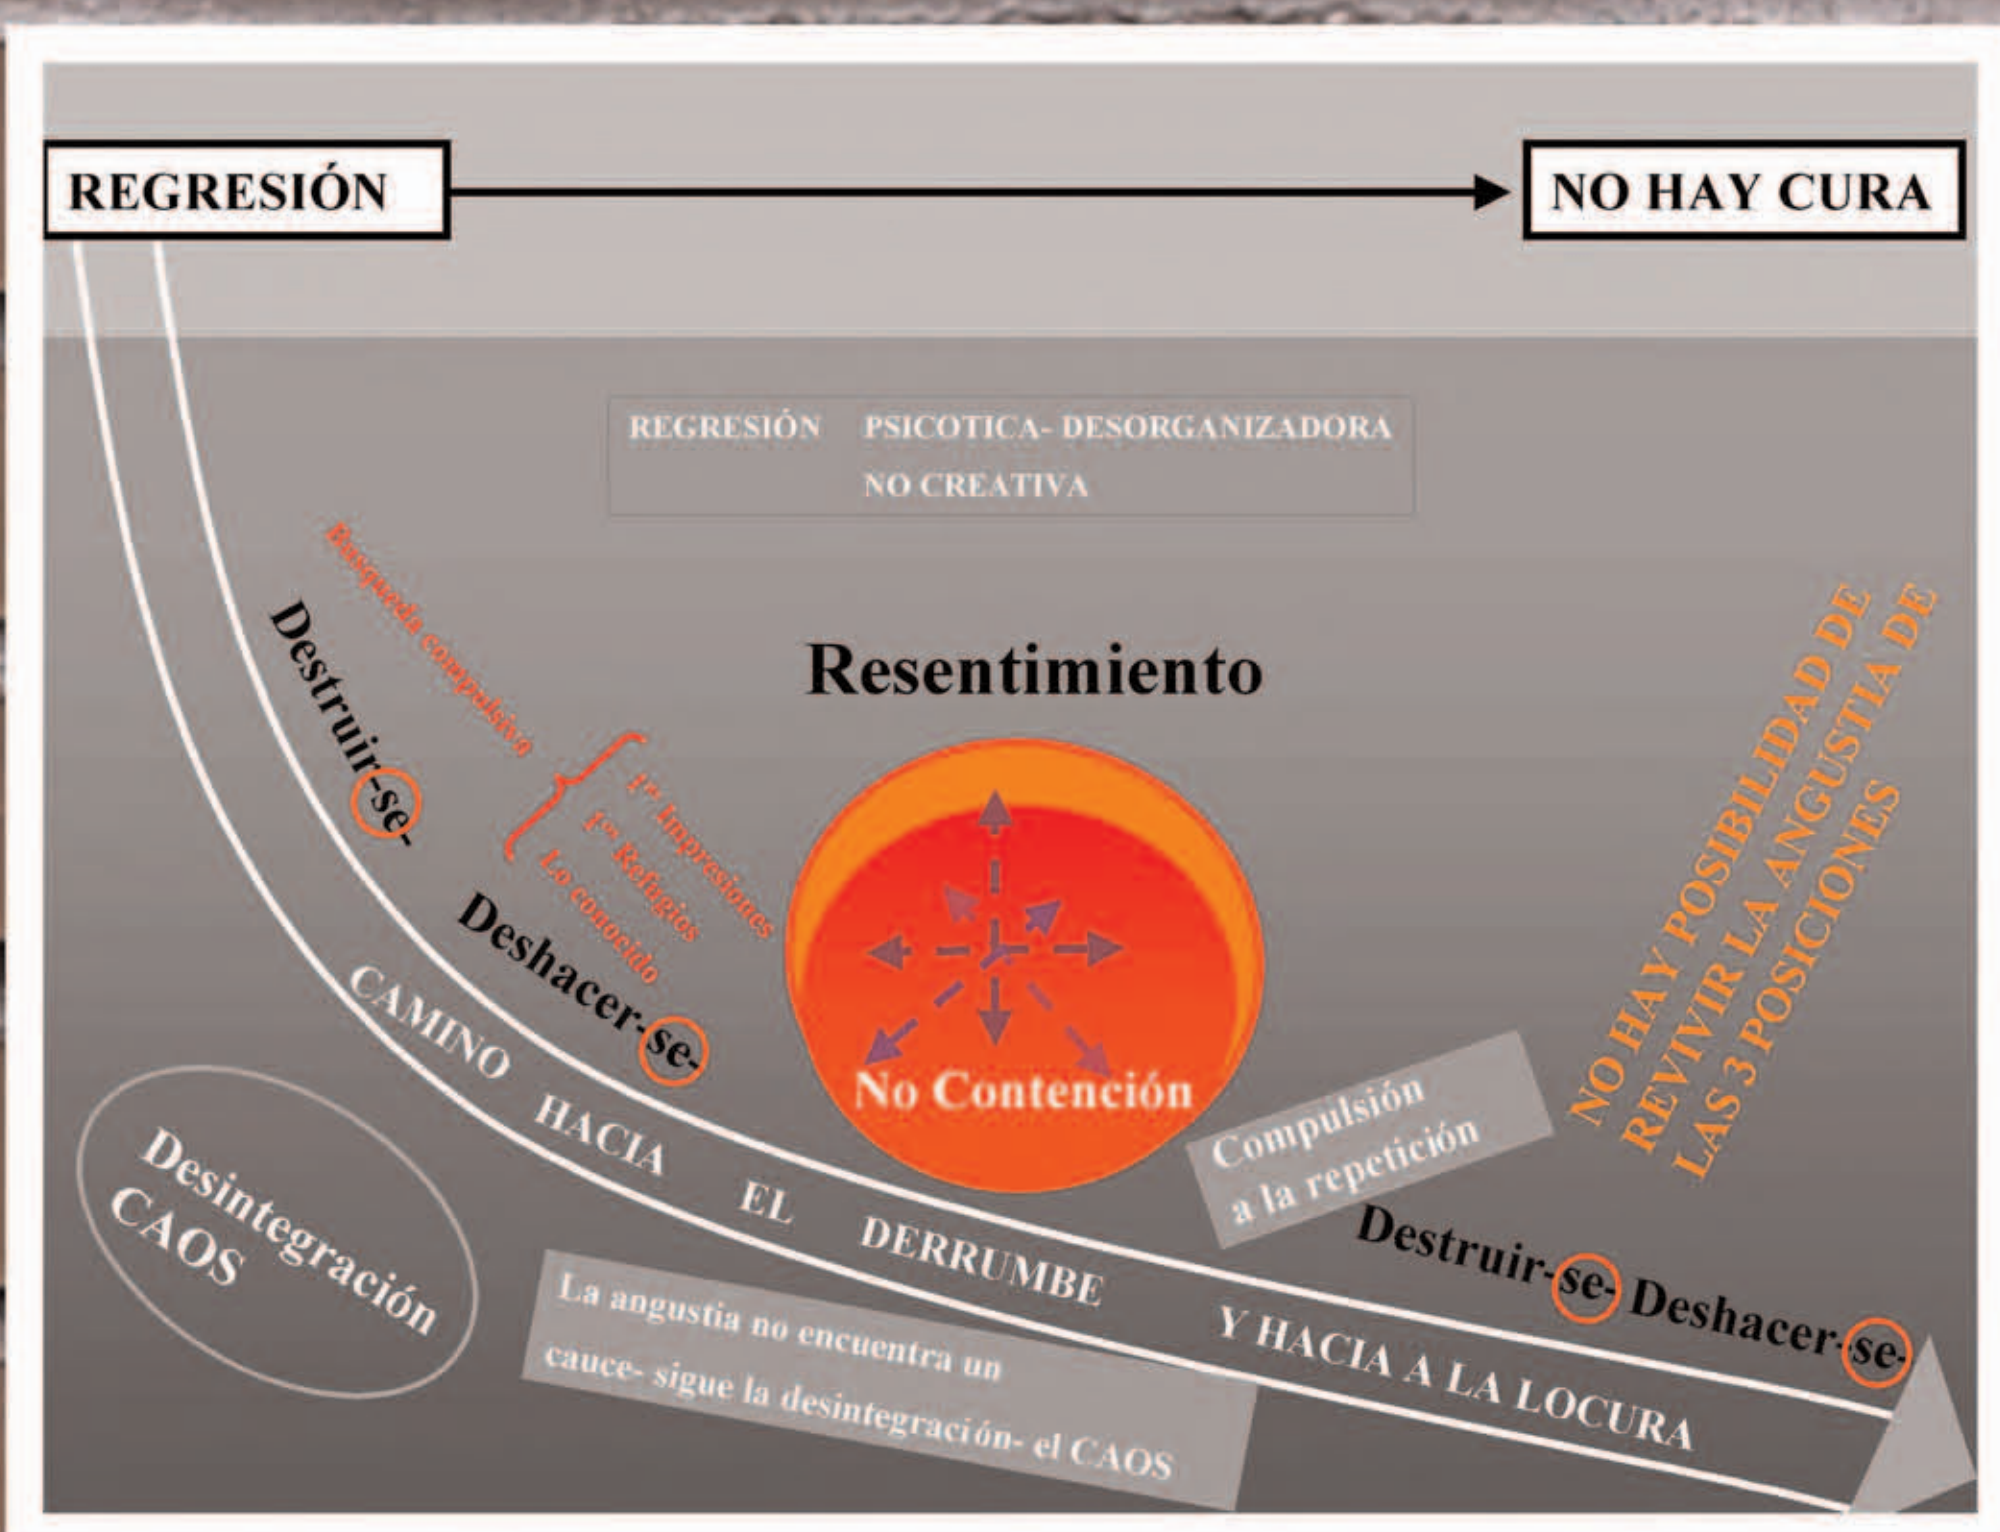 REGRESIÓN
NO HAY CURA
REGRESIÓN PSICOTICA- DESORGANIZADORA
NO CREATIVA
Busqueda compulsiva
1ras Impresiones
1ros Refugios
Lo conocido
Destruir-se-
Deshacer-se-
Resentimiento
No Contención
NO HAY POSIBILIDAD DE
REVIVIR LA ANGUSTIA DE
LAS 3 POSICIONES
Compulsión
a la repetición
Destruir-se- Deshacer-se-
CAMINO HACIA EL DERRUMBE Y HACIA A LA LOCURA
Desintegración
CAOS
La angustia no encuentra un
cauce- sigue la desintegración- el CAOS